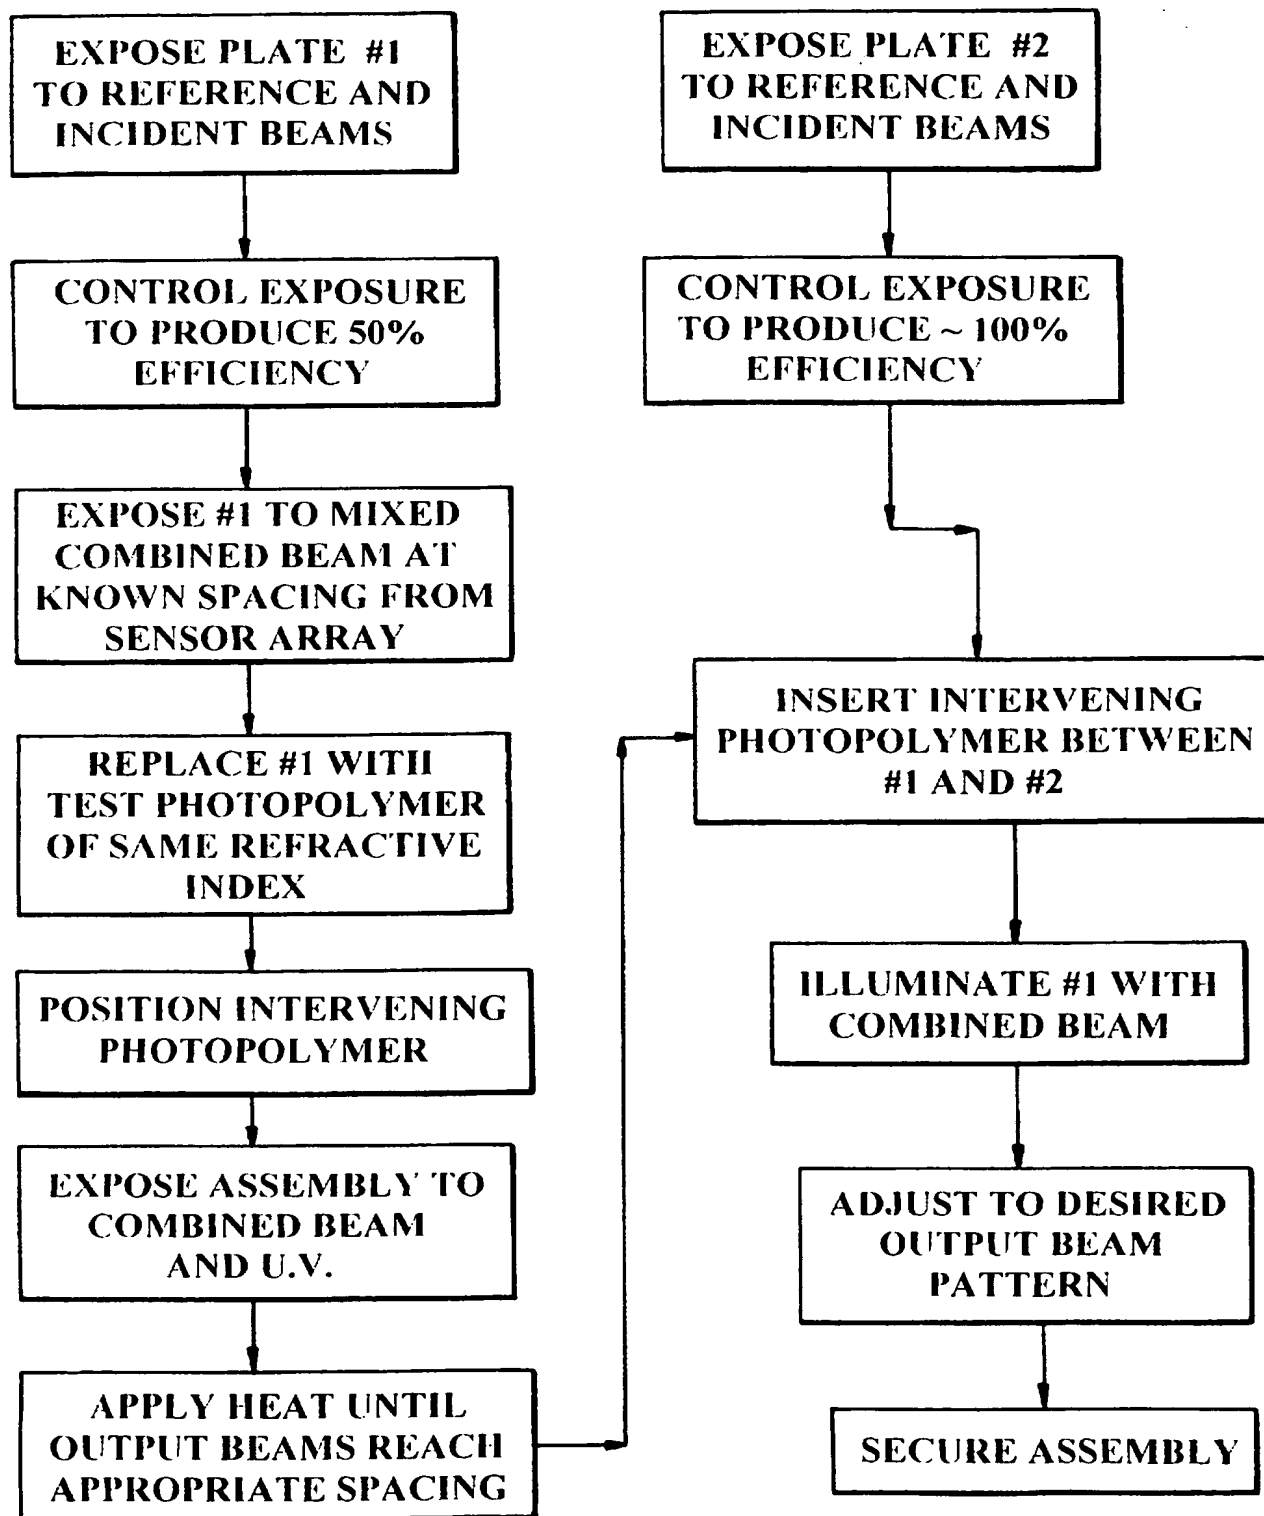 EXPOSE PLATE #1
TO REFERENCE AND
INCIDENT BEAMS
CONTROL EXPOSURE
TO PRODUCE 50%
EFFICIENCY
EXPOSE #1 TO MIXED
COMBINED BEAM AT
KNOWN SPACING FROM
SENSOR ARRAY
REPLACE #1 WITH
TEST PHOTOPOLYMER
OF SAME REFRACTIVE
INDEX
POSITION INTERVENING
PHOTOPOLYMER
EXPOSE ASSEMBLY TO
COMBINED BEAM
AND U.V.
APPLY HEAT UNTIL
OUTPUT BEAMS REACH
APPROPRIATE SPACING
EXPOSE PLATE #2
TO REFERENCE AND
INCIDENT BEAMS
CONTROL EXPOSURE
TO PRODUCE ~ 100%
EFFICIENCY
INSERT INTERVENING
PHOTOPOLYMER BETWEEN
#1 AND #2
ILLUMINATE #1 WITH
COMBINED BEAM
ADJUST TO DESIRED
OUTPUT BEAM
PATTERN
SECURE ASSEMBLY